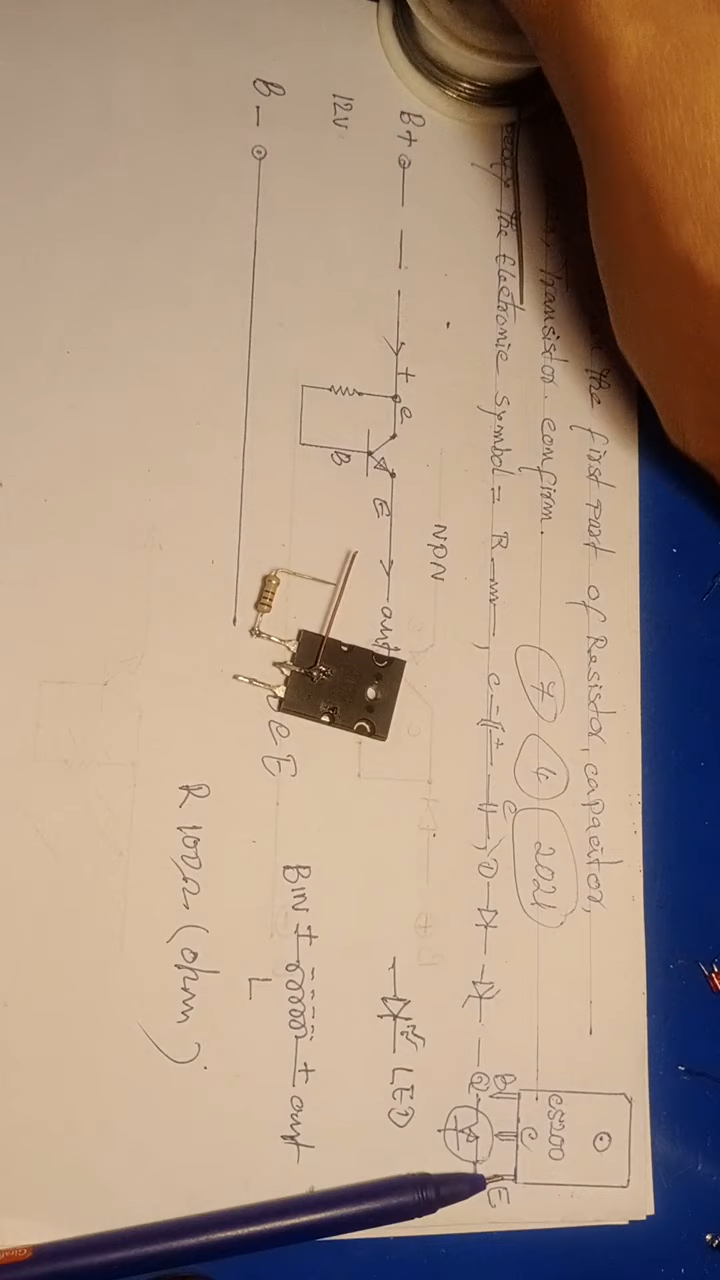 the first part of Resistor, capacitor,
Transistor. comfirm.
7 4 2021
the Electronic symbol = R , c , D Q
B C E
C5200
NPN
B+ + C B E out
12V
B -
C E
LED
BIN + + out
L
R 100Ω (ohm)